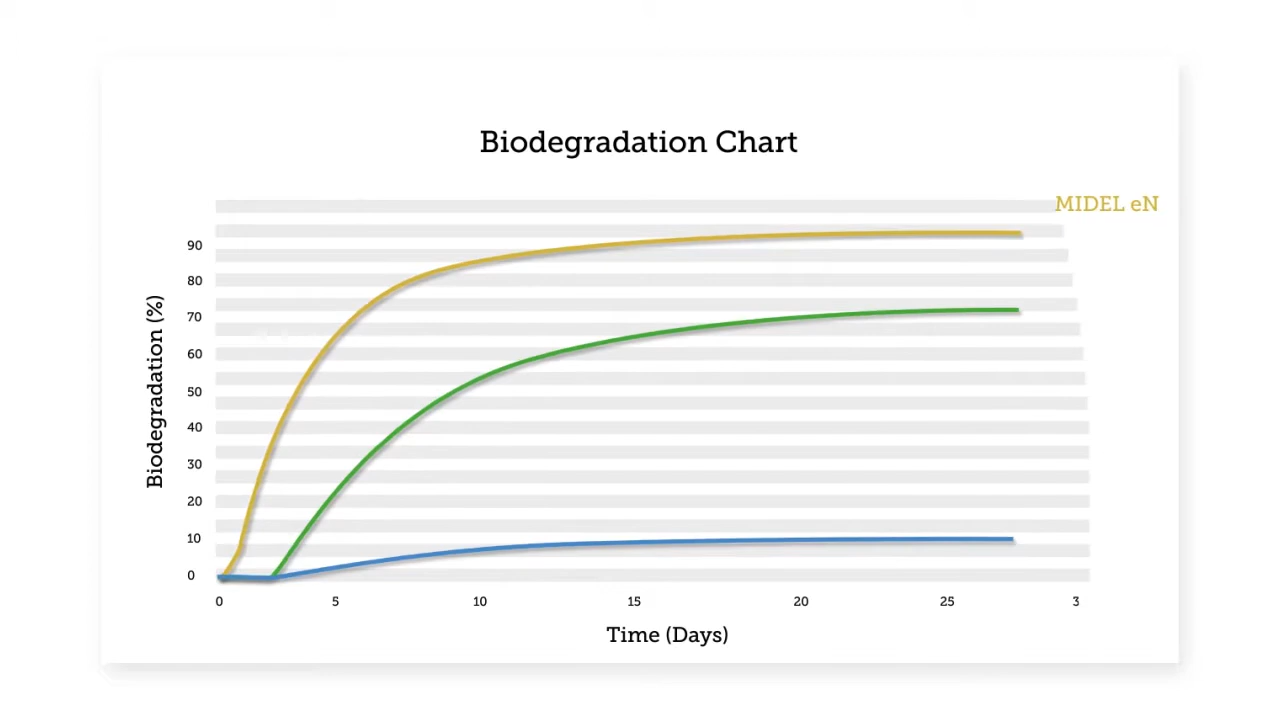 Biodegradation Chart
MIDEL eN
90
80
70
60
50
40
30
20
10
0
Biodegradation (%)
0 5 10 15 20 25 3
Time (Days)